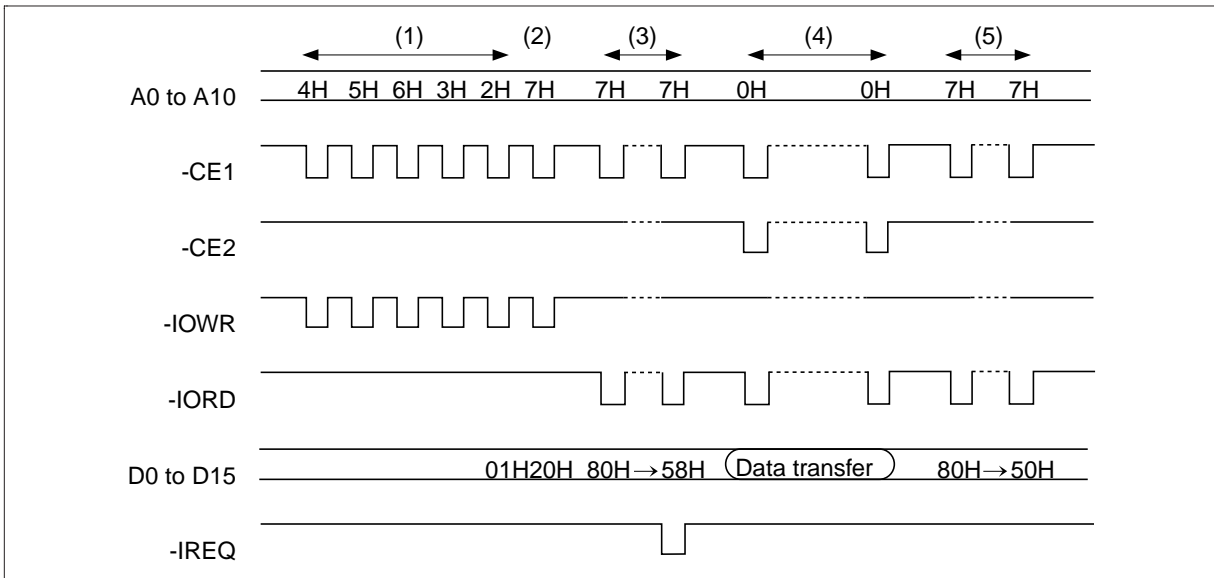 (1) (2) (3) (4) (5)
A0 to A10 4H 5H 6H 3H 2H 7H 7H 7H 0H 0H 7H 7H
-CE1
-CE2
-IOWR
-IORD
D0 to D15 01H20H 80H→58H Data transfer 80H→50H
-IREQ